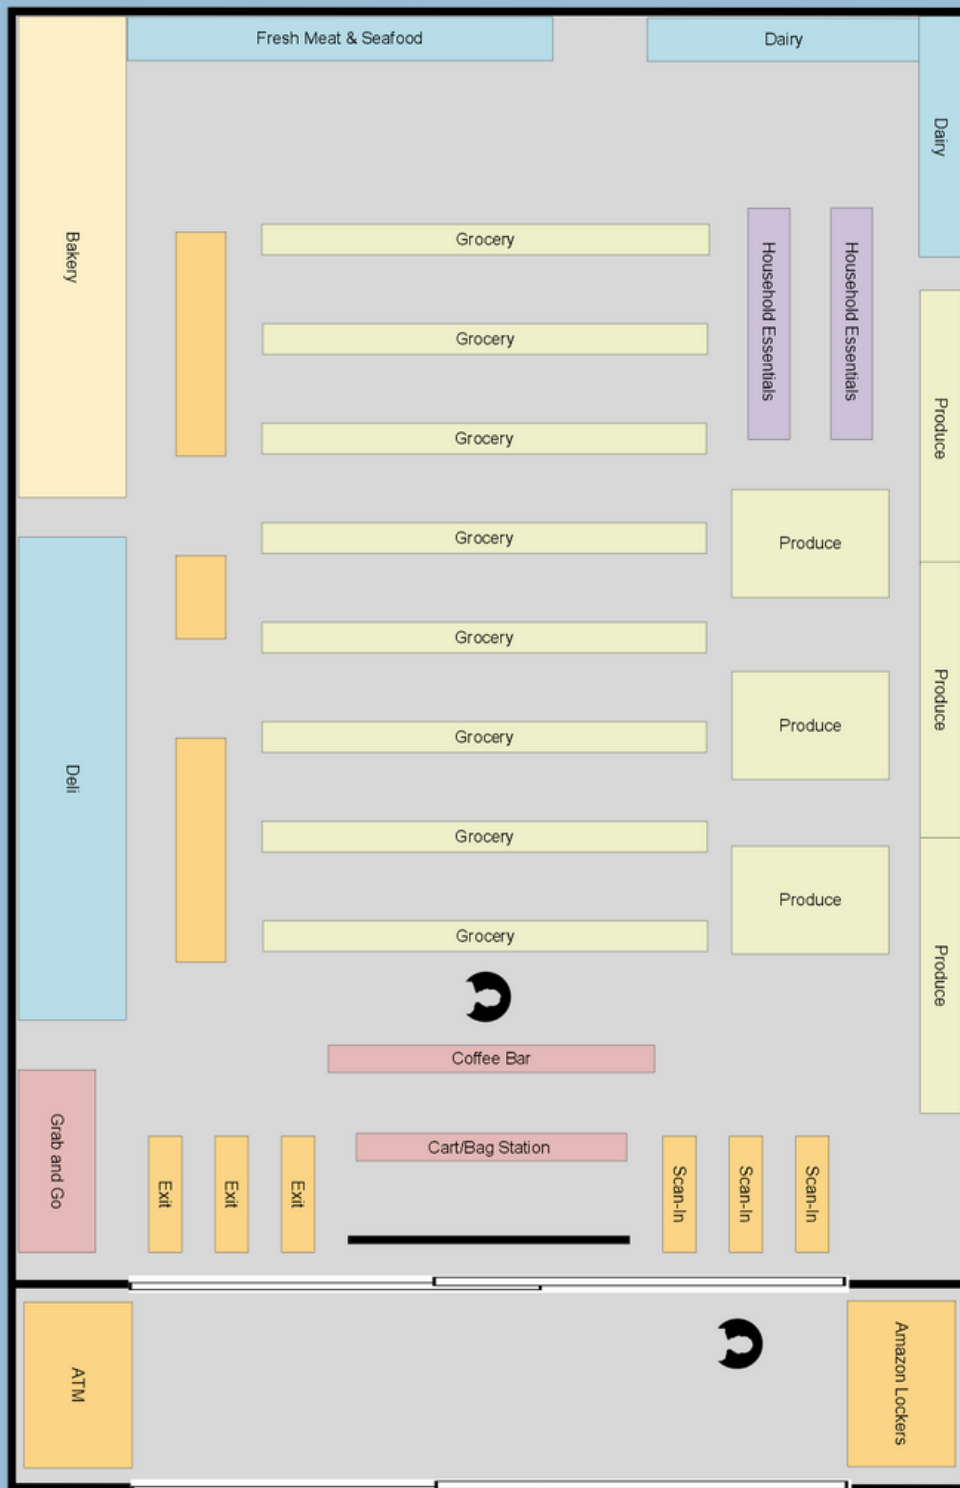 Fresh Meat & Seafood
Dairy
Dairy
Bakery
Grocery
Household Essentials
Household Essentials
Grocery
Produce
Grocery
Grocery
Produce
Grocery
Produce
Grocery
Produce
Deli
Grocery
Produce
Grocery
Produce
Coffee Bar
Grab and Go
Cart/Bag Station
Exit
Exit
Exit
Scan-In
Scan-In
Scan-In
ATM
Amazon Lockers